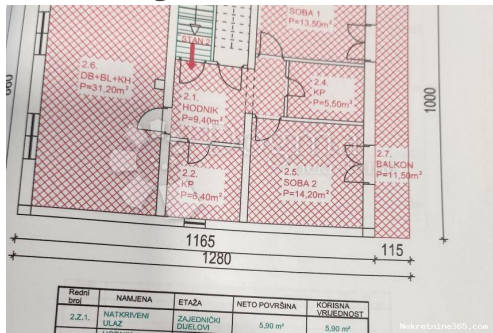 SOBA 1
P=13,50m²
STAN 2
2.6.
DB+BL+KH
P=31,20m²
2.4.
KP
P=5,50m²
2.1.
HODNIK
P=9,40m²
1000
2.7.
BALKON
P=11,50m²
2.2.
KP
P=6,40m²
2.5.
SOBA 2
P=14,20m²
1165
115
1280
Redni broj
NAMJENA
ETAŽA
NETO POVRŠINA
KORISNA VRIJEDNOST
2.Z.1.
NATKRIVENI ULAZ
ZAJEDNIČKI DIJELOVI
5,90 m²
5,90 m²
Nekretnine365.com